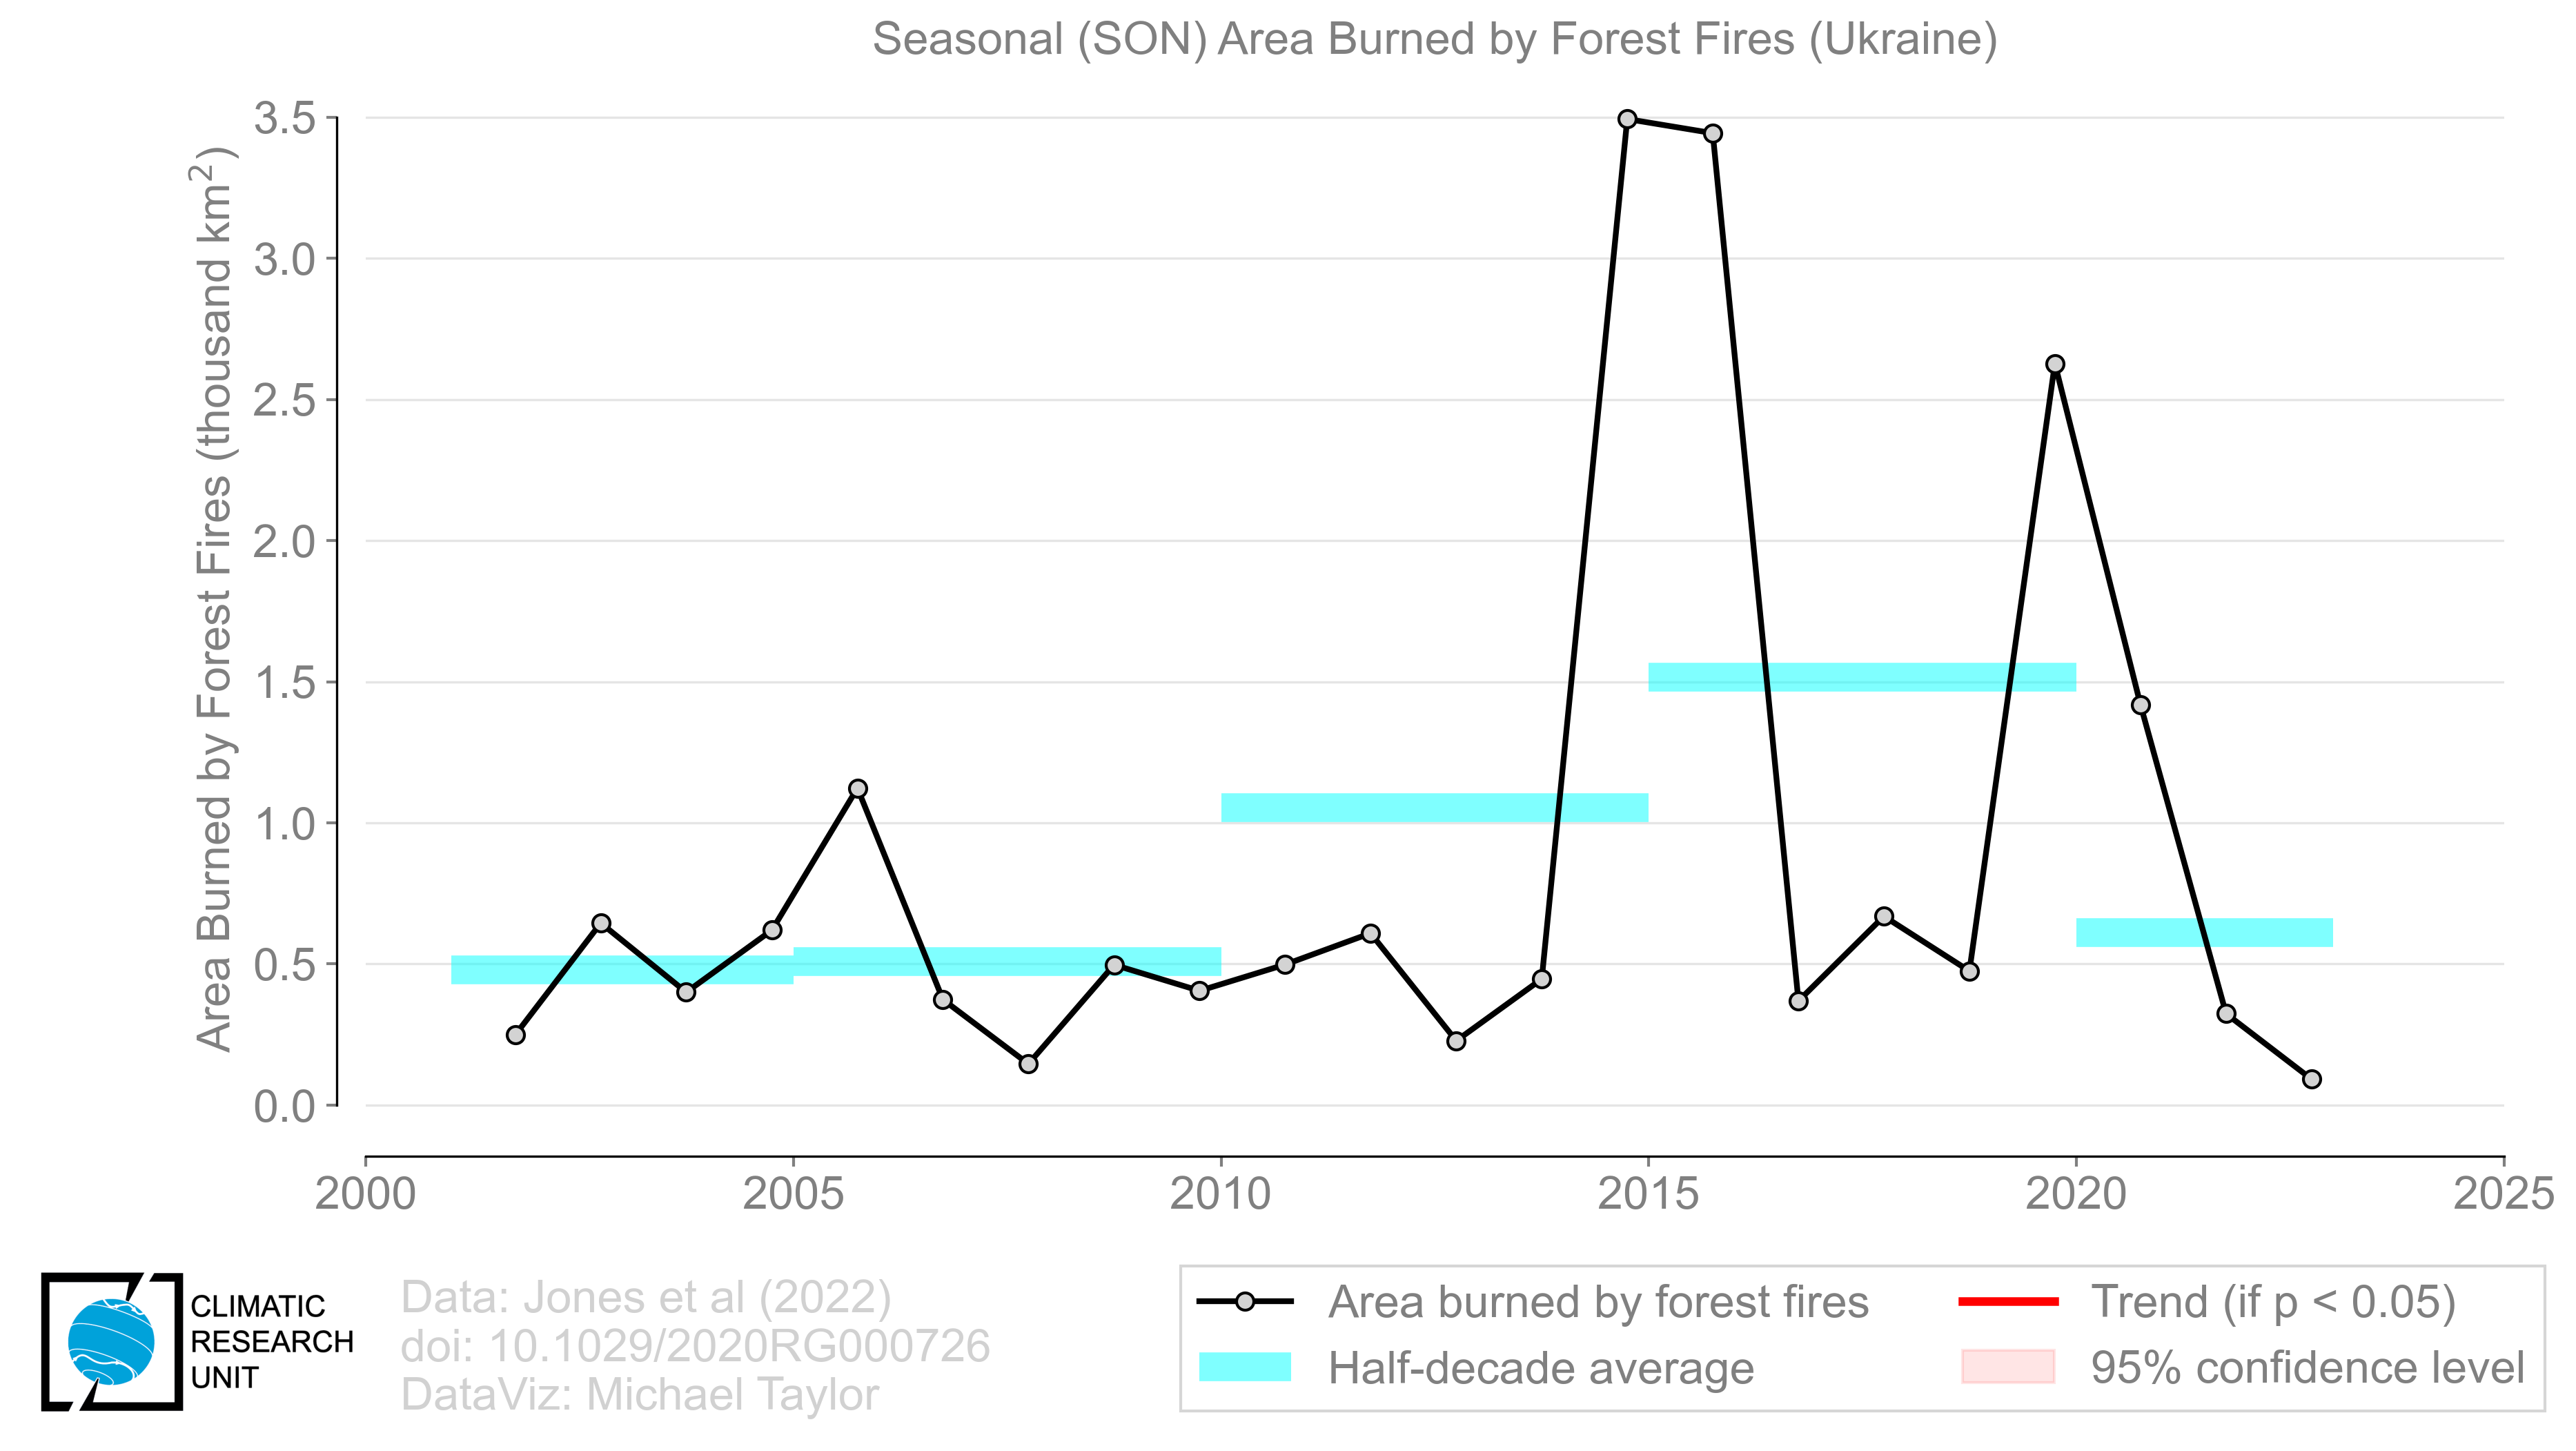 Seasonal (SON) Area Burned by Forest Fires (Ukraine)
Area Burned by Forest Fires (thousand km²)
3.5
3.0
2.5
2.0
1.5
1.0
0.5
0.0
2000 2005 2010 2015 2020 2025
CLIMATIC
RESEARCH
UNIT
Data: Jones et al (2022)
doi: 10.1029/2020RG000726
DataViz: Michael Taylor
Area burned by forest fires
Half-decade average
Trend (if p < 0.05)
95% confidence level